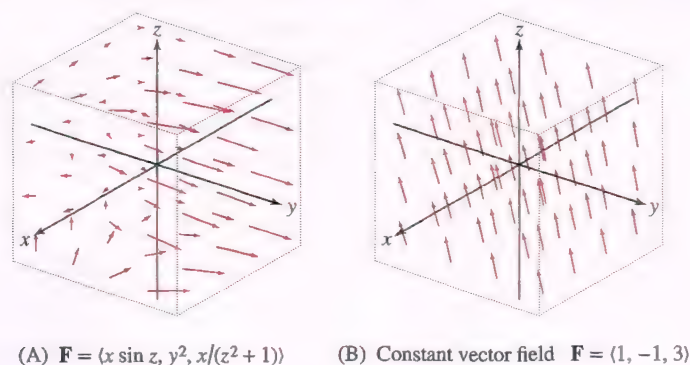 z
y
x
z
y
x
(A) F = ⟨x sin z, y², x/(z² + 1)⟩
(B) Constant vector field F = ⟨1, −1, 3⟩